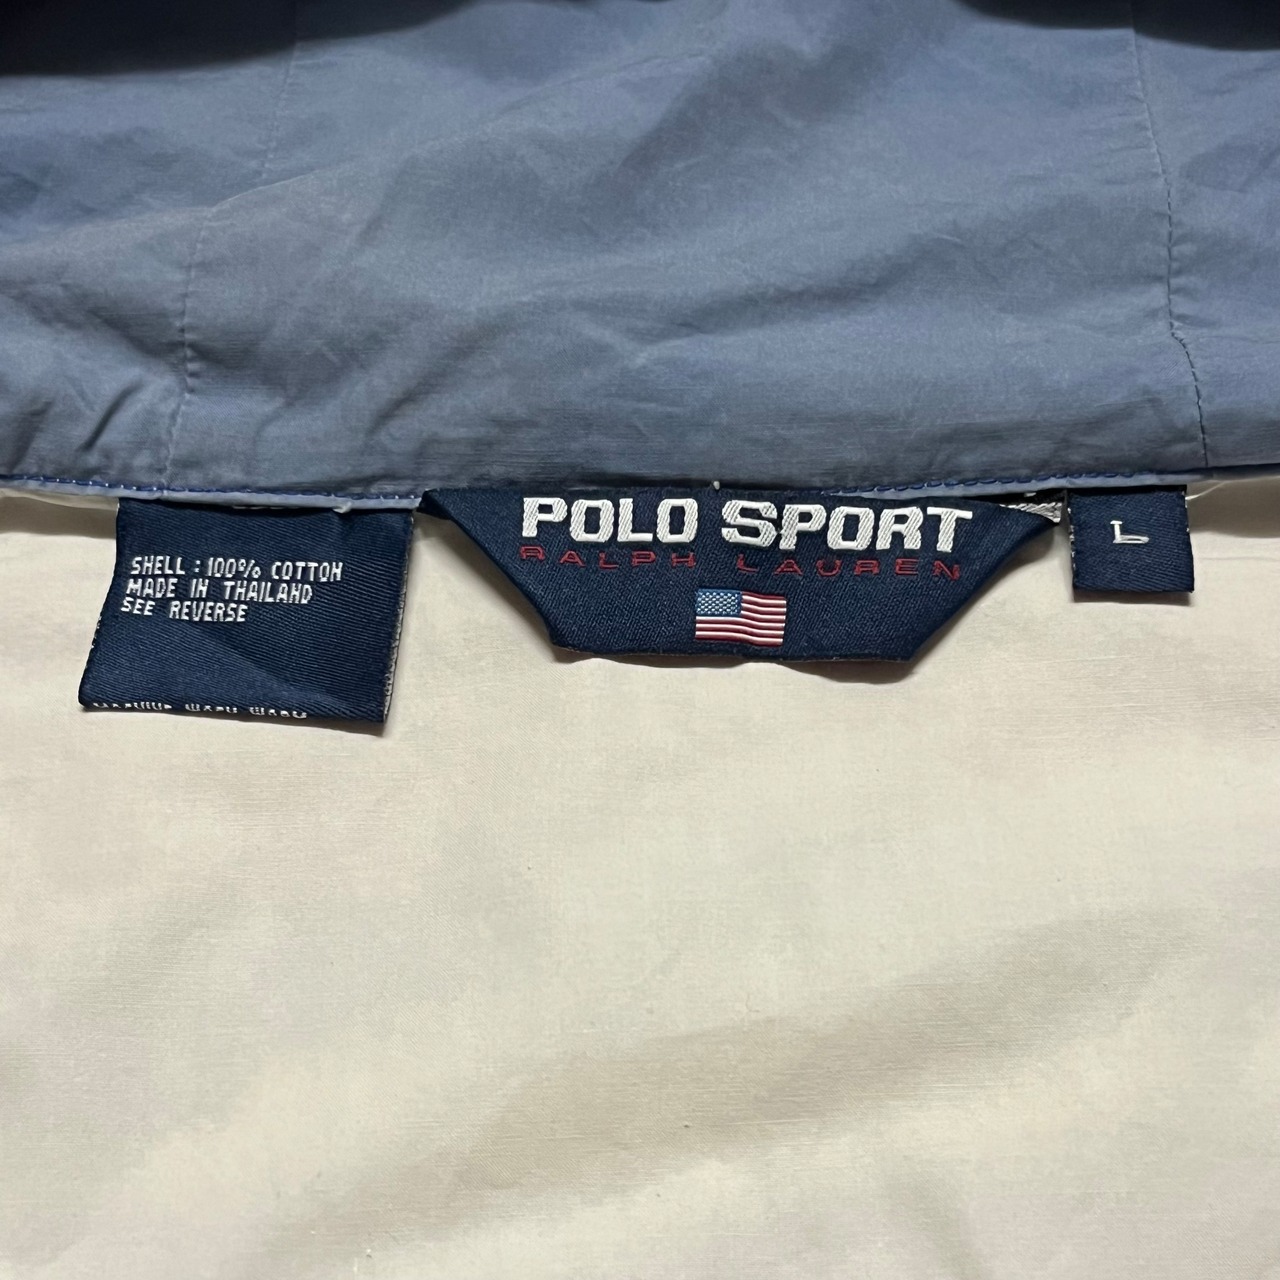 POLO SPORT
RALPH LAUREN
L
SHELL : 100% COTTON
MADE IN THAILAND
SEE REVERSE